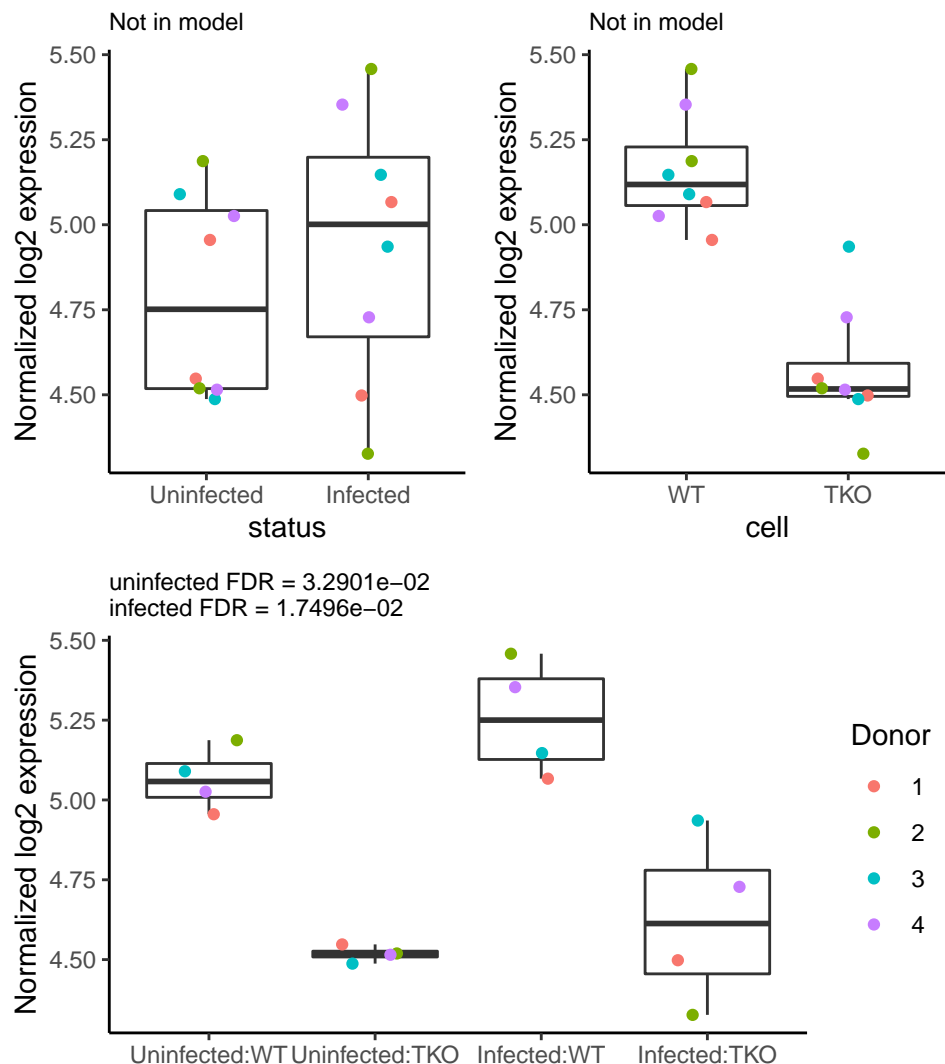 Not in model
5.50
5.25
5.00
4.75
4.50
Normalized log2 expression
Uninfected Infected
status
Not in model
5.50
5.25
5.00
4.75
4.50
Normalized log2 expression
WT TKO
cell
uninfected FDR = 3.2901e−02
infected FDR = 1.7496e−02
5.50
5.25
5.00
4.75
4.50
Normalized log2 expression
Uninfected:WT Uninfected:TKO Infected:WT Infected:TKO
Donor
1
2
3
4